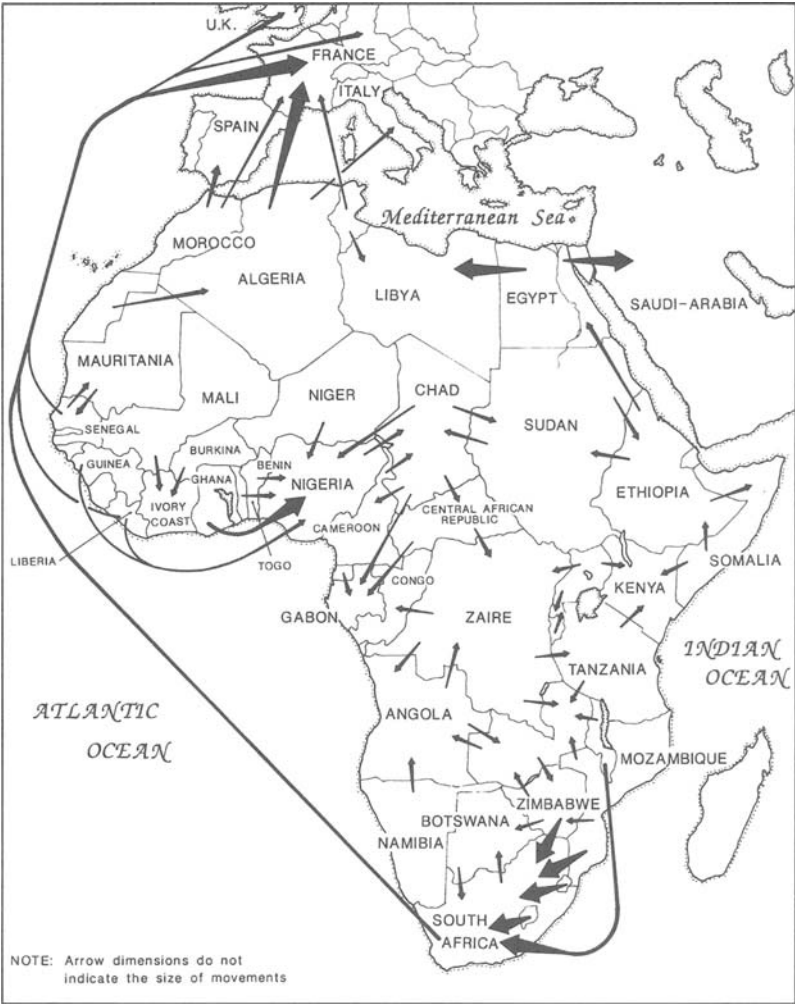 U.K.
FRANCE
ITALY
SPAIN
Mediterranean Sea
MOROCCO
ALGERIA
LIBYA
EGYPT
SAUDI-ARABIA
MAURITANIA
MALI
NIGER
CHAD
SUDAN
SENEGAL
BURKINA
GUINEA
GHANA
BENIN
NIGERIA
ETHIOPIA
IVORY
COAST
CENTRAL AFRICAN
REPUBLIC
CAMEROON
LIBERIA
TOGO
SOMALIA
CONGO
KENYA
GABON
ZAIRE
INDIAN
OCEAN
TANZANIA
ATLANTIC
OCEAN
ANGOLA
MOZAMBIQUE
ZIMBABWE
BOTSWANA
NAMIBIA
SOUTH
AFRICA
NOTE: Arrow dimensions do not
indicate the size of movements